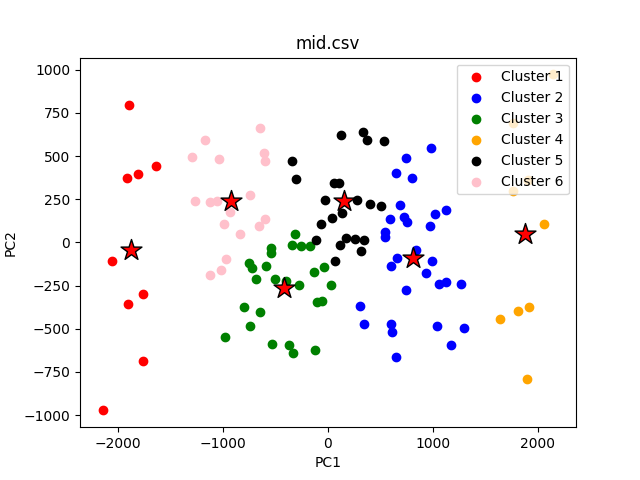 mid.csv
1000
750
500
250
0
−250
−500
−750
−1000
PC2
−2000
−1000
0
1000
2000
PC1
Cluster 1
Cluster 2
Cluster 3
Cluster 4
Cluster 5
Cluster 6